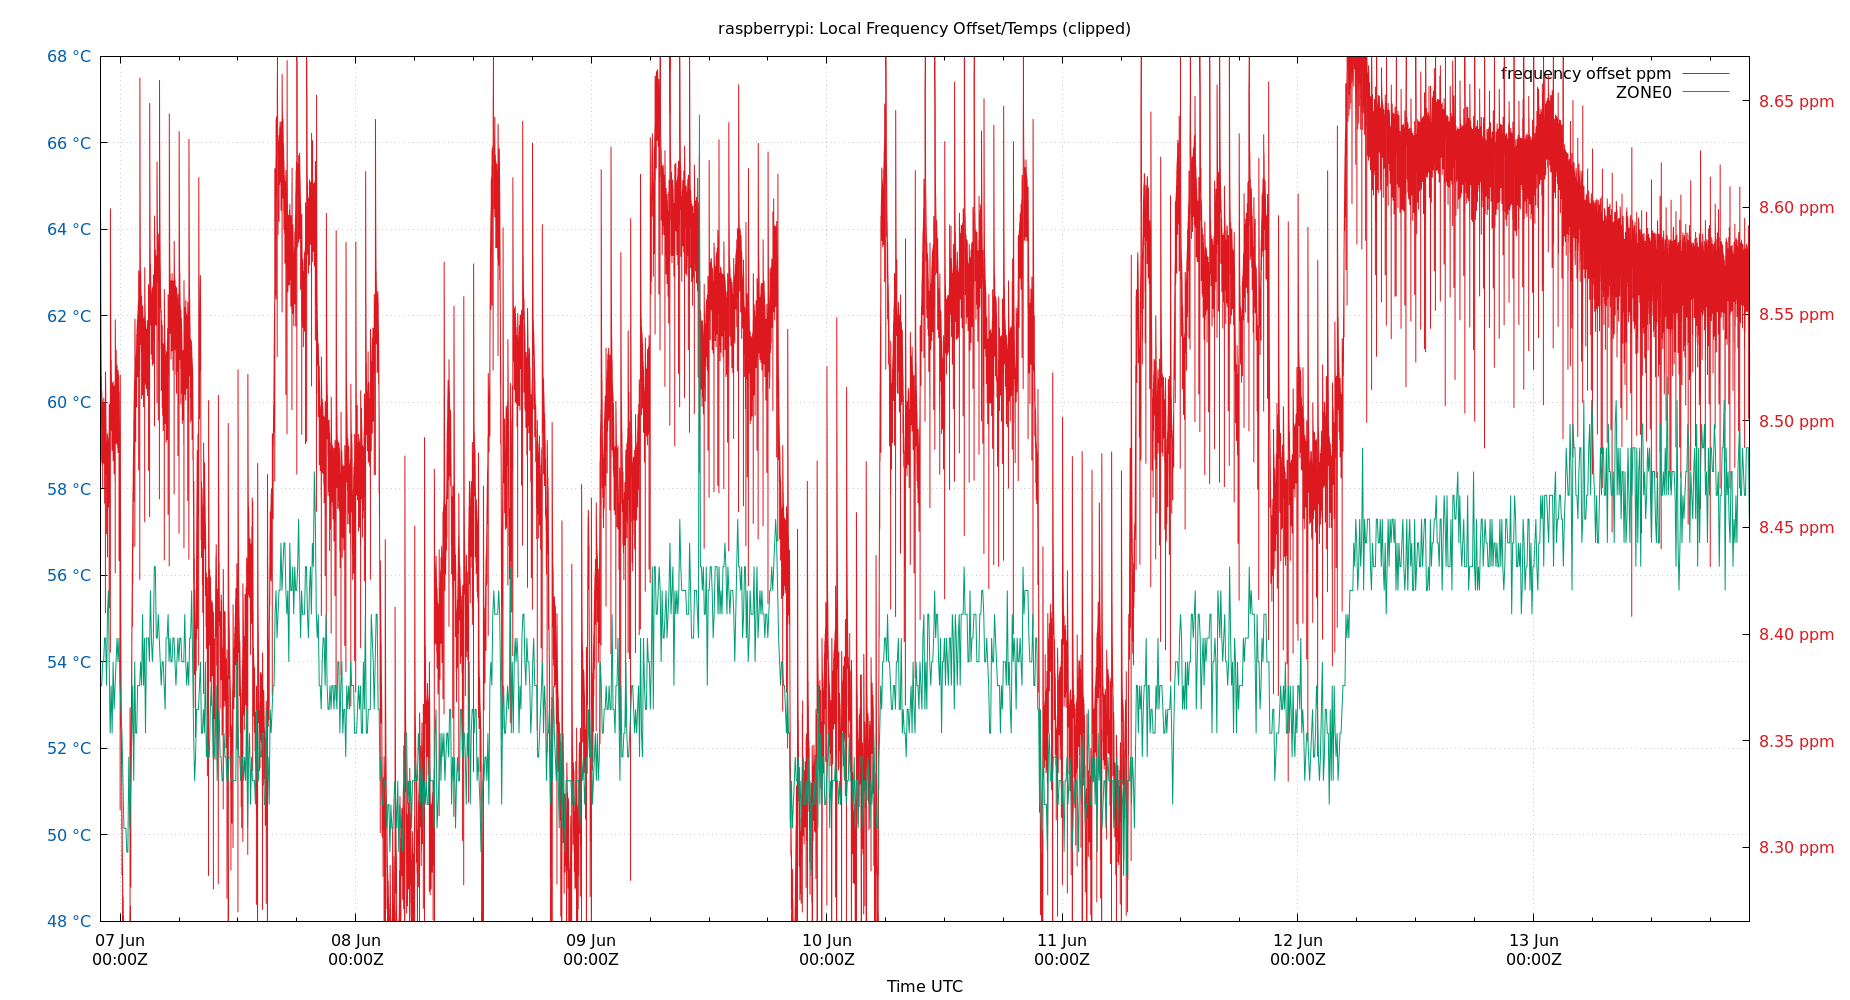 raspberrypi: Local Frequency Offset/Temps (clipped)
68 °C
66 °C
64 °C
62 °C
60 °C
58 °C
56 °C
54 °C
52 °C
50 °C
48 °C
frequency offset ppm
ZONE0
8.65 ppm
8.60 ppm
8.55 ppm
8.50 ppm
8.45 ppm
8.40 ppm
8.35 ppm
8.30 ppm
07 Jun 08 Jun 09 Jun 10 Jun 11 Jun 12 Jun 13 Jun
00:00Z 00:00Z 00:00Z 00:00Z 00:00Z 00:00Z 00:00Z
Time UTC